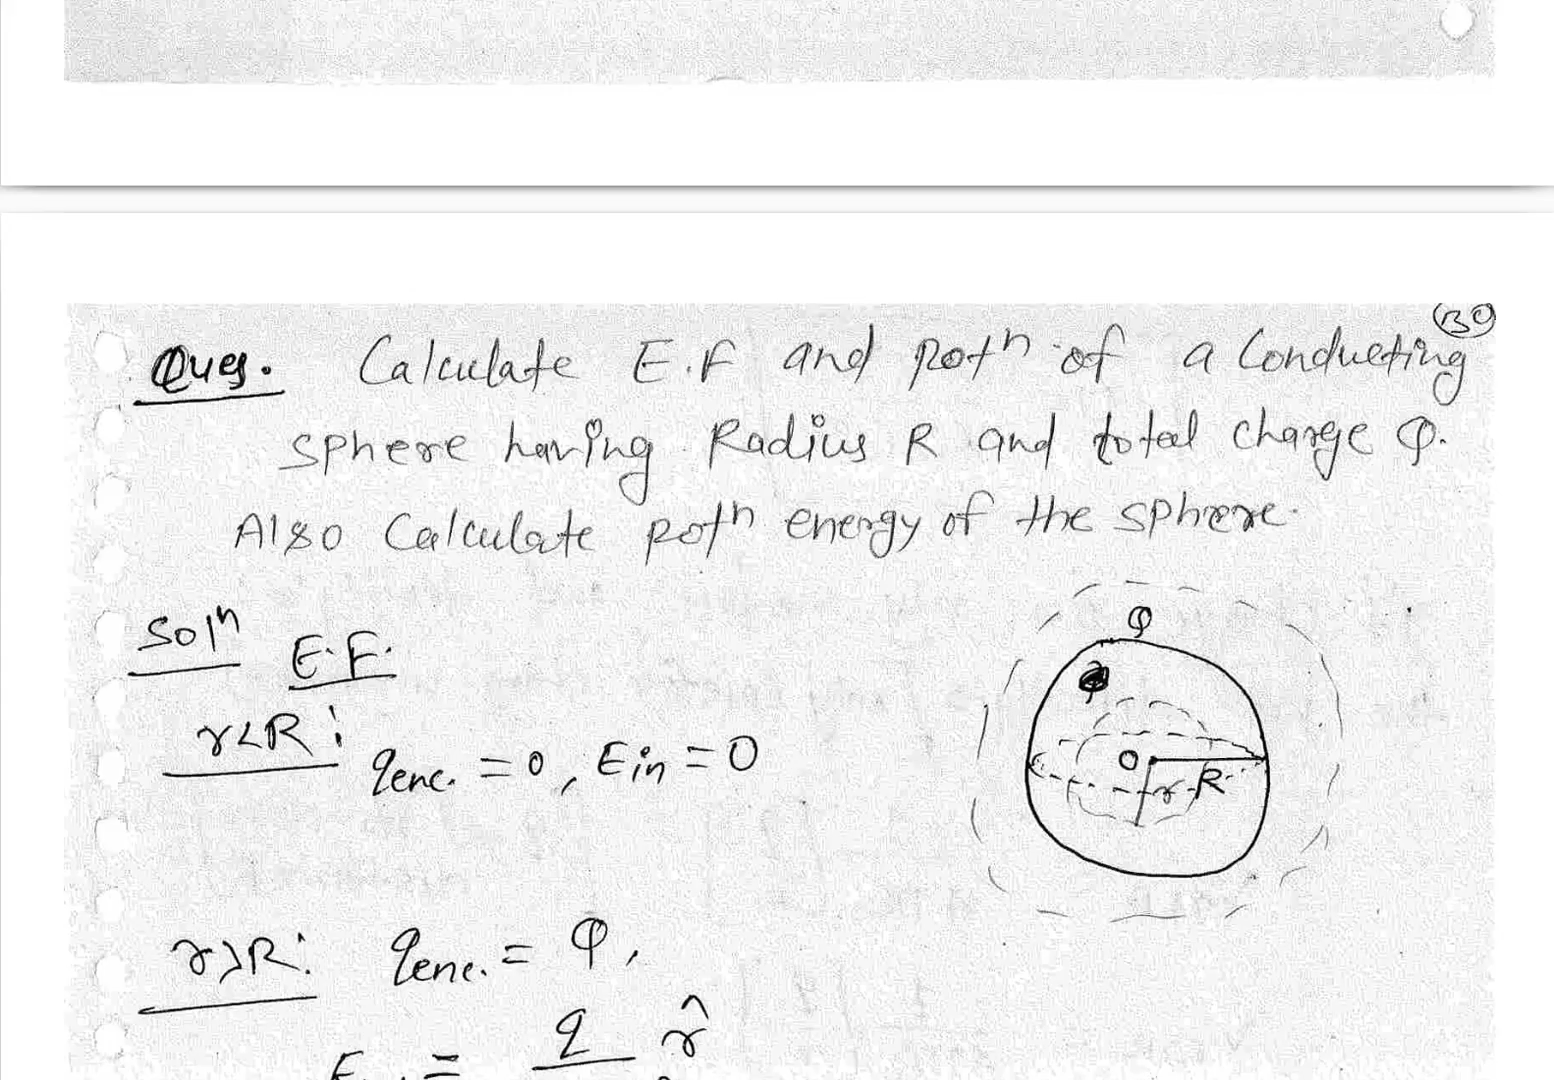 130
Ques. Calculate E.F and potn of a Conducting
sphere having Radius R and total charge Q.
Also Calculate potn energy of the sphere.
Soln E.F.
r<R: qenc. = 0, Ein = 0
Q
O r R
r>R: qenc. = Q,
q r̂
E =